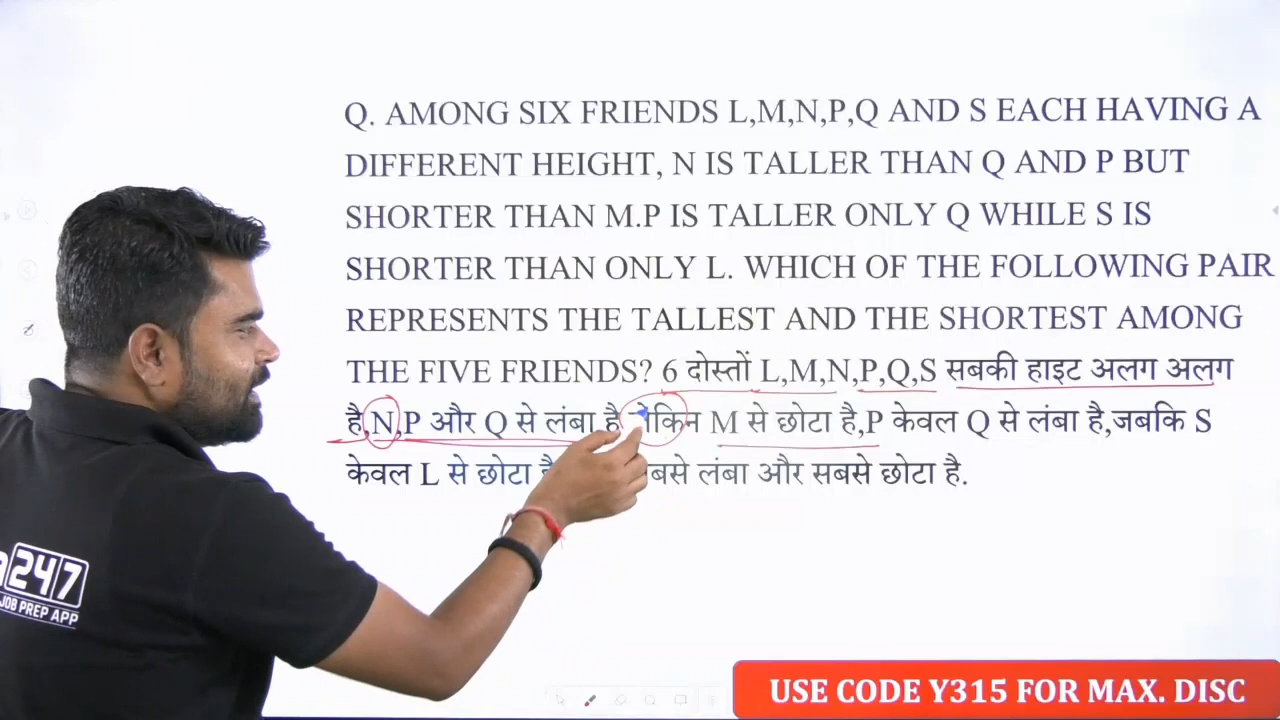 Q. AMONG SIX FRIENDS L,M,N,P,Q AND S EACH HAVING A
DIFFERENT HEIGHT, N IS TALLER THAN Q AND P BUT
SHORTER THAN M.P IS TALLER ONLY Q WHILE S IS
SHORTER THAN ONLY L. WHICH OF THE FOLLOWING PAIR
REPRESENTS THE TALLEST AND THE SHORTEST AMONG
THE FIVE FRIENDS? 6 दोस्तों L,M,N,P,Q,S सबकी हाइट अलग अलग
है,N,P और Q से लंबा है M से छोटा है,P केवल Q से लंबा है,जबकि S
केवल L से छोटा लंबा और सबसे छोटा है.
247
JOB PREP APP
USE CODE Y315 FOR MAX. DISC